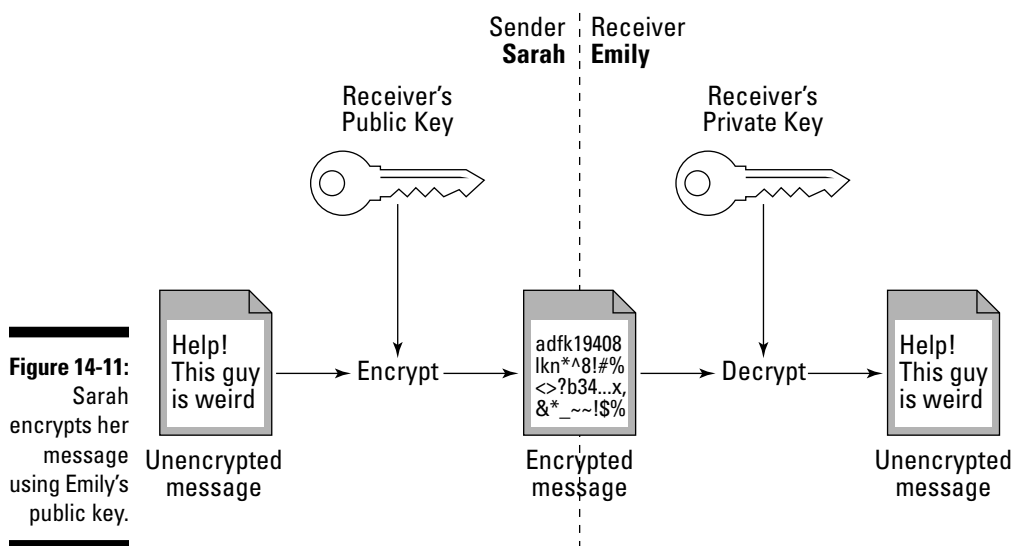 Sender
Sarah
Receiver
Emily
Receiver's
Public Key
Receiver's
Private Key
Help!
This guy
is weird
Encrypt
adfk19408
lkn*^8!#%
<>?b34...x,
&*_~~!$%
Decrypt
Help!
This guy
is weird
Unencrypted
message
Encrypted
message
Unencrypted
message
Figure 14-11:
Sarah
encrypts her
message
using Emily's
public key.